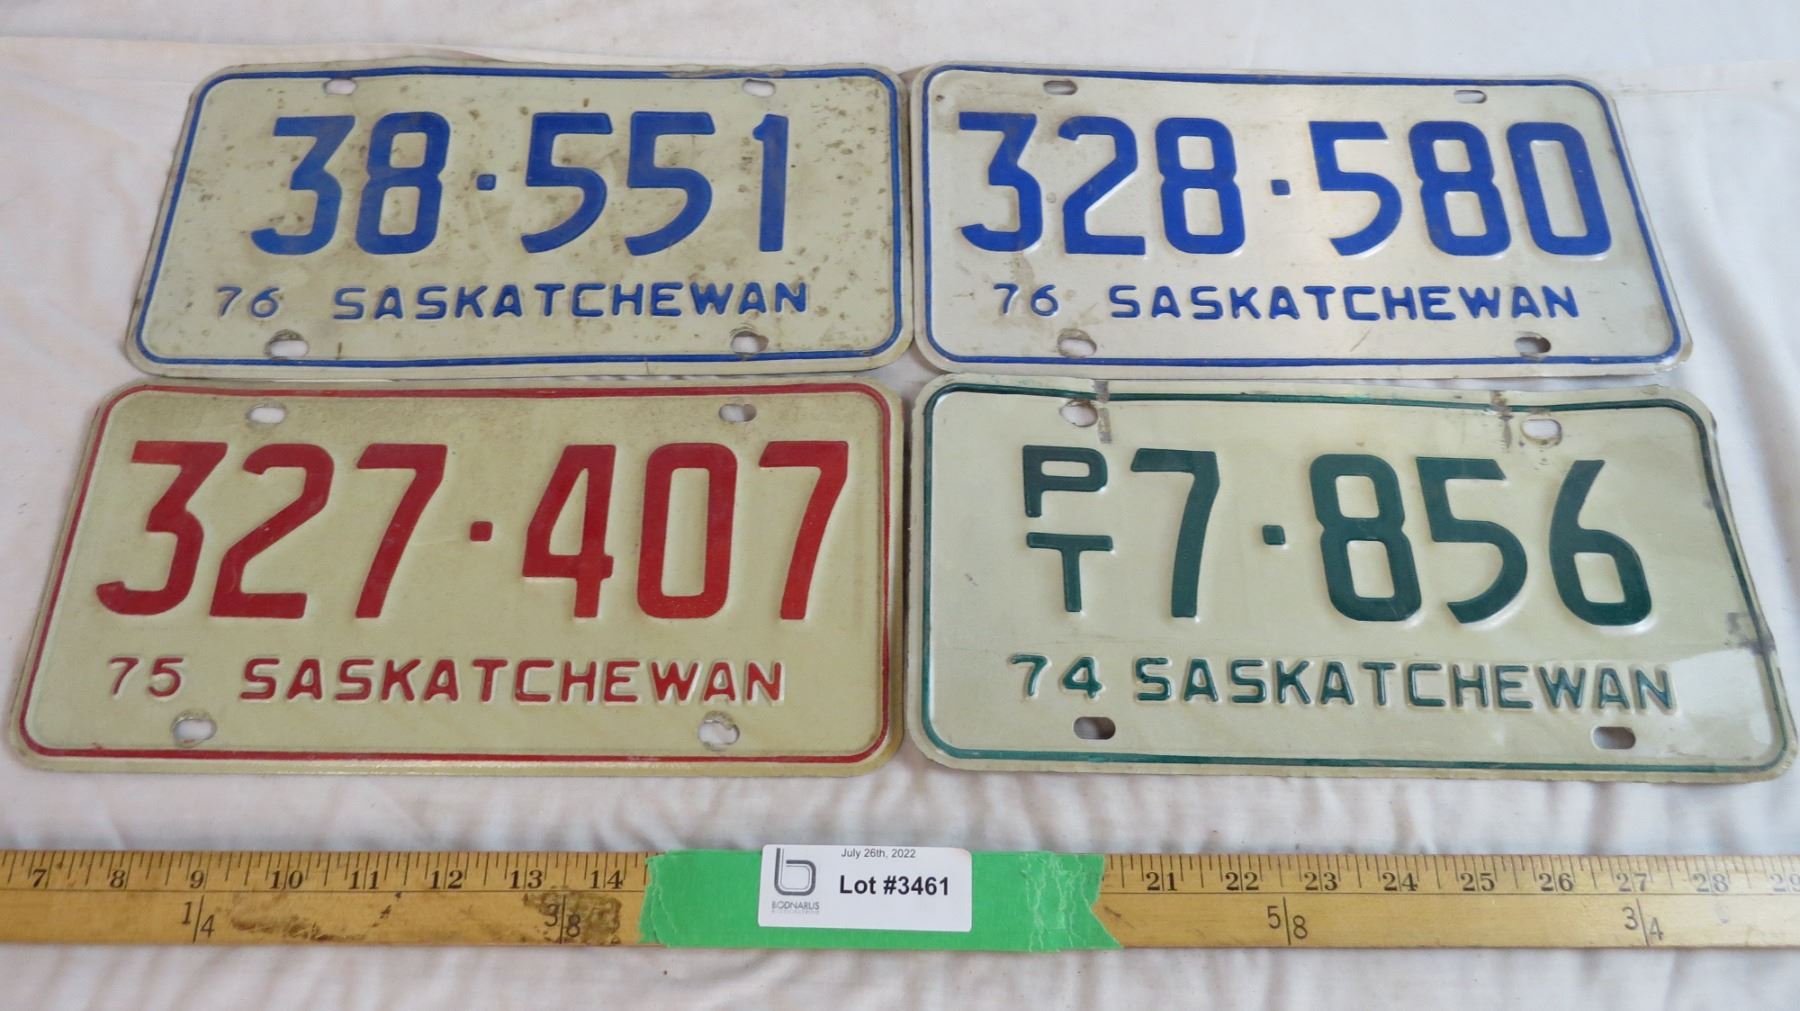 38·551
76 SASKATCHEWAN
328·580
76 SASKATCHEWAN
327·407
75 SASKATCHEWAN
PT 7·856
74 SASKATCHEWAN
7 8 9 10 11 12 13 14 21 22 23 24 25 26 27 28 29
1/4 3/8 5/8 3/4
July 26th, 2022
Lot #3461
BODNARUS